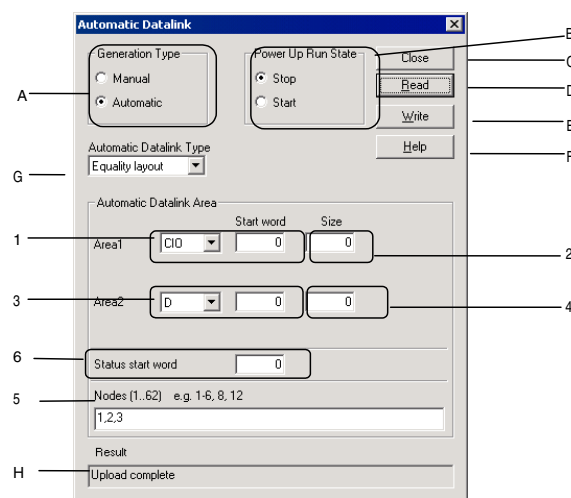 Automatic Datalink
Generation Type
Manual
Automatic
Power Up Run State
Stop
Start
Close
Read
Write
Help
B
C
D
E
F
A
G
Automatic Datalink Type
Equality layout
Automatic Datalink Area
Start word Size
1 Area1 CIO 0 0 2
3 Area2 D 0 0 4
6 Status start word 0
5 Nodes (1..62) e.g. 1-6, 8, 12
1,2,3
Result
H Upload complete